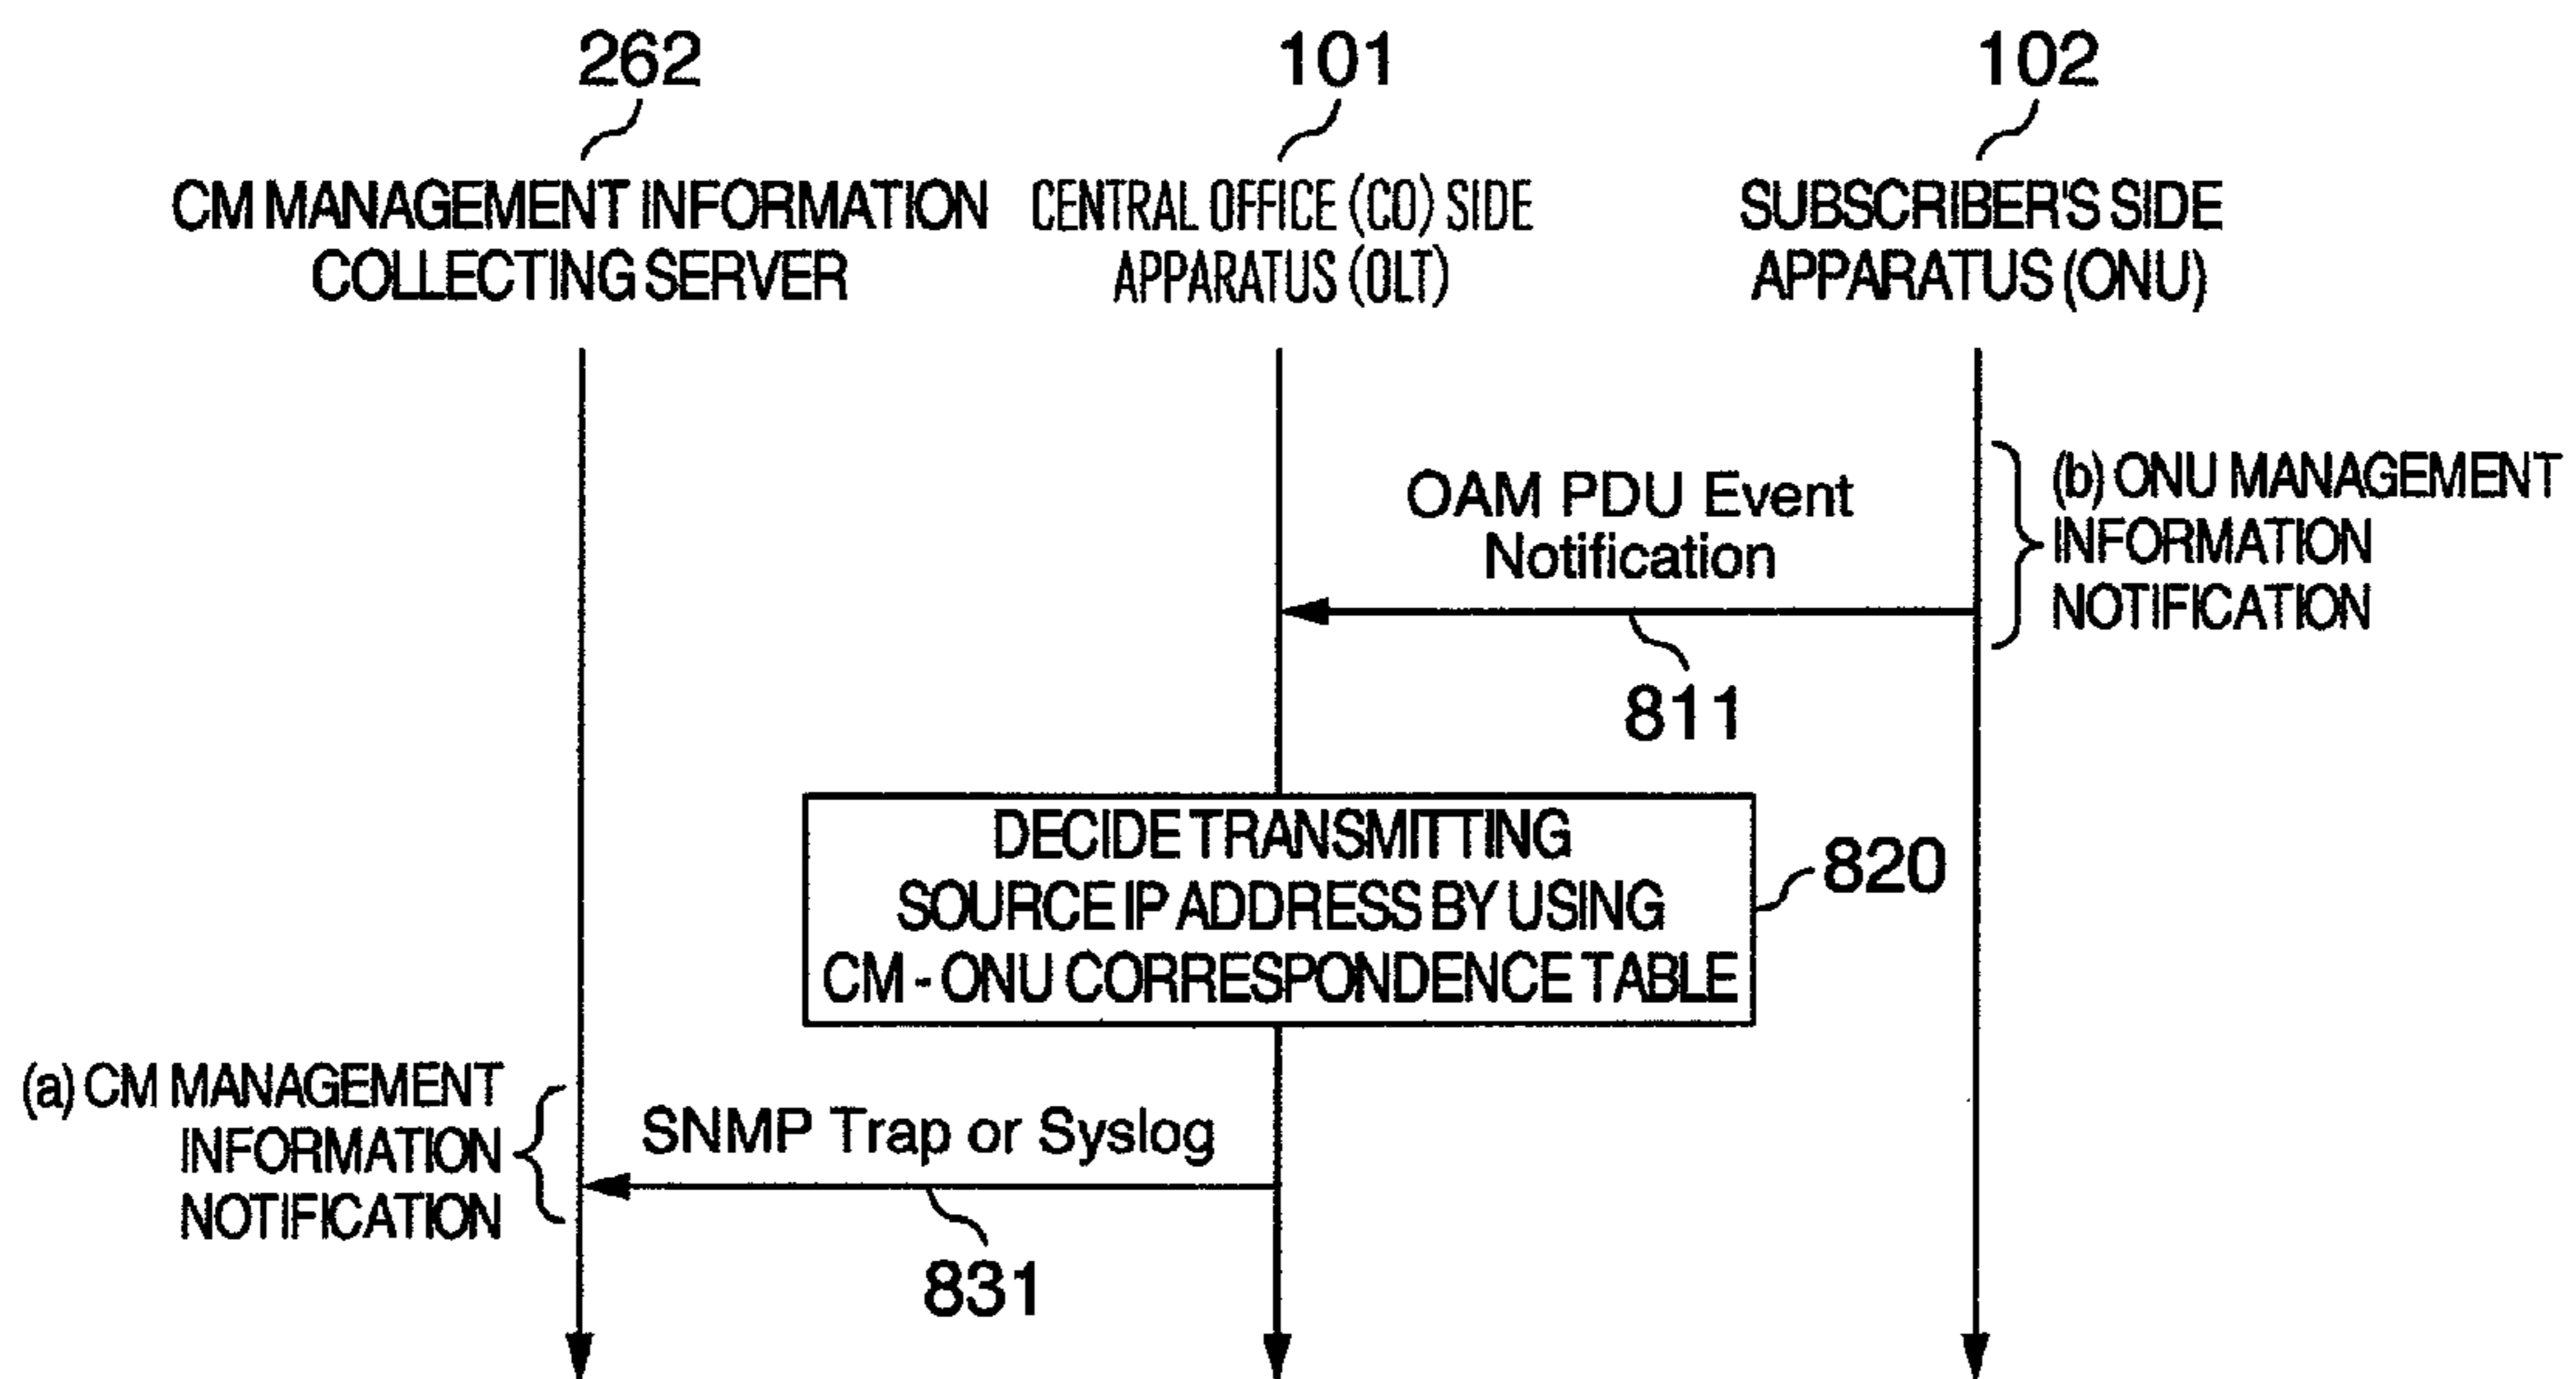 262
101
102
CM MANAGEMENT INFORMATION
COLLECTING SERVER
CENTRAL OFFICE (CO) SIDE
APPARATUS (OLT)
SUBSCRIBER'S SIDE
APPARATUS (ONU)
OAM PDU Event
Notification
(b) ONU MANAGEMENT
INFORMATION
NOTIFICATION
811
DECIDE TRANSMITTING
SOURCE IP ADDRESS BY USING
CM - ONU CORRESPONDENCE TABLE
820
(a) CM MANAGEMENT
INFORMATION
NOTIFICATION
SNMP Trap or Syslog
831